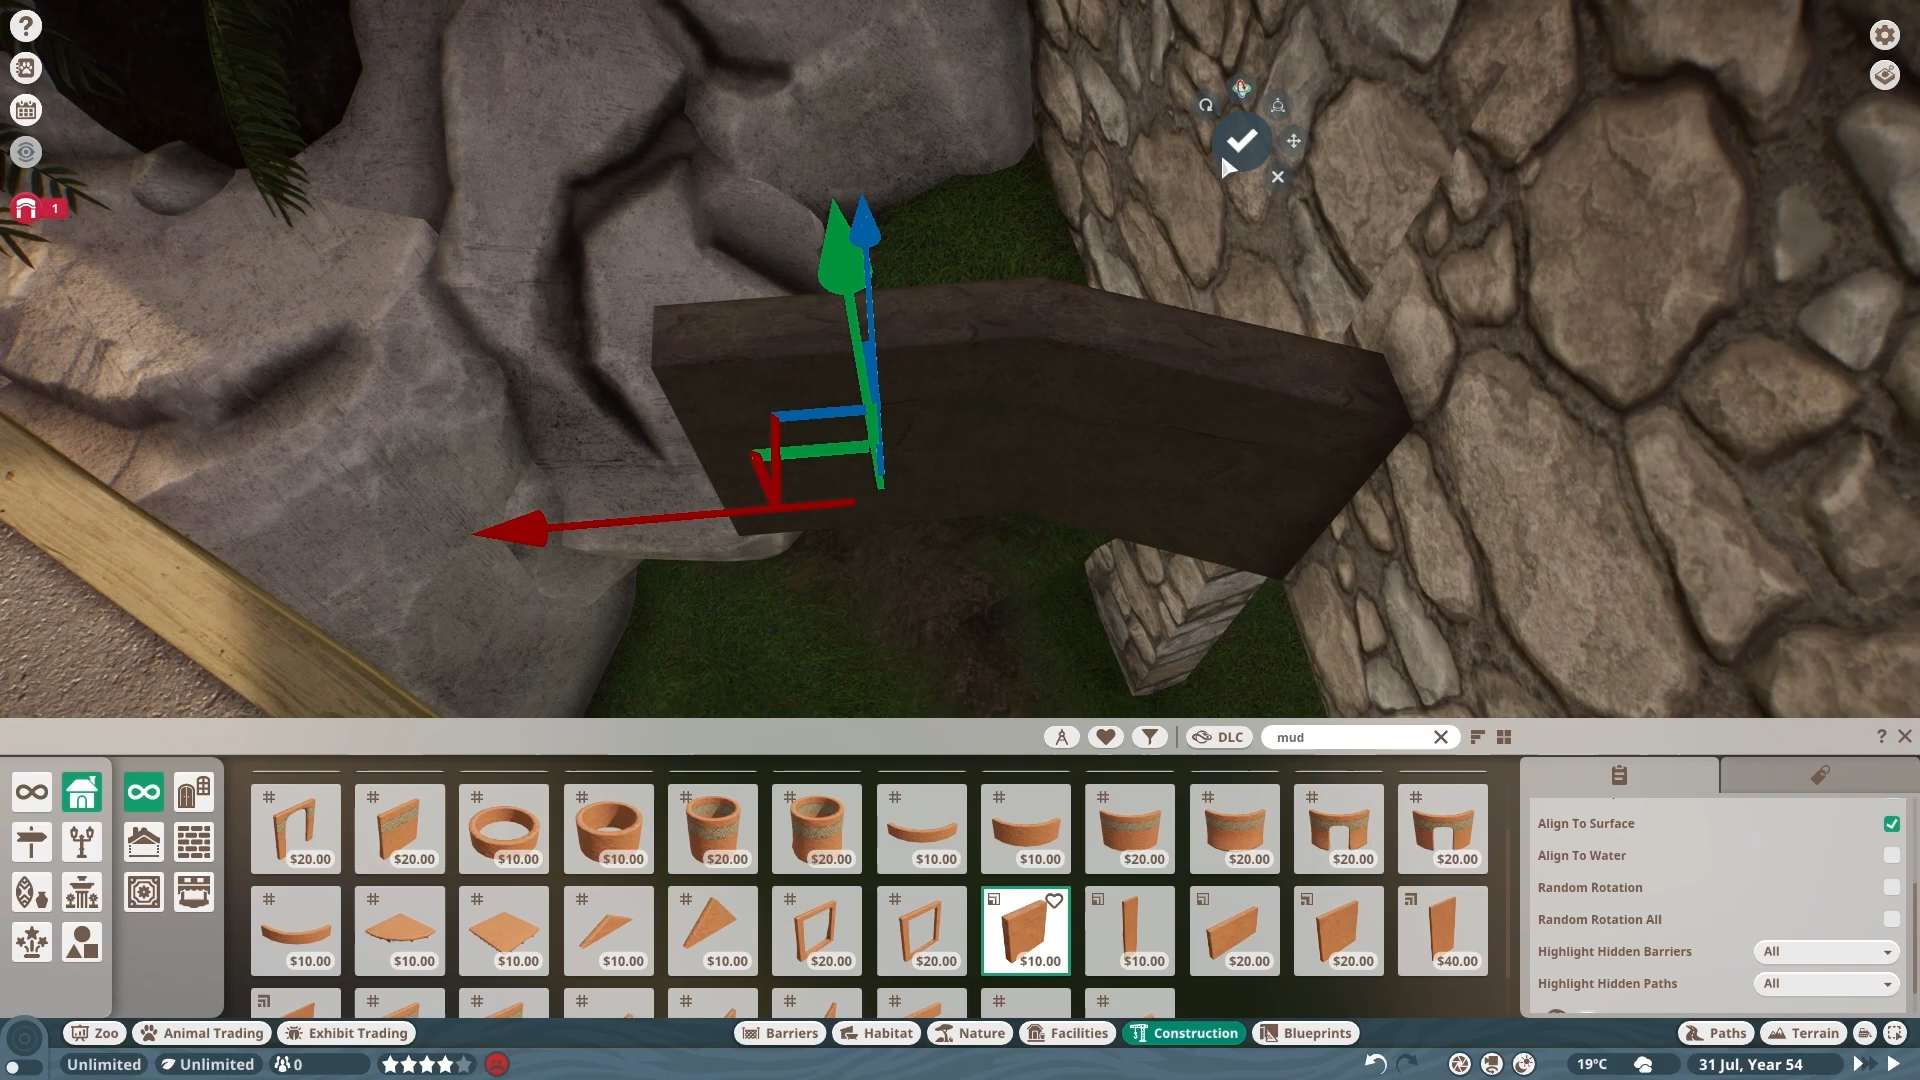 ?
1
DLC
mud
?
$20.00 $20.00 $10.00 $10.00 $20.00 $20.00 $10.00 $10.00 $20.00 $20.00 $20.00 $20.00
$10.00 $10.00 $10.00 $10.00 $10.00 $20.00 $20.00 $10.00 $10.00 $20.00 $20.00 $40.00
Align To Surface
Align To Water
Random Rotation
Random Rotation All
Highlight Hidden Barriers All
Highlight Hidden Paths All
Zoo Animal Trading Exhibit Trading Barriers Habitat Nature Facilities Construction Blueprints Paths Terrain
Unlimited Unlimited 0 19°C 31 Jul, Year 54